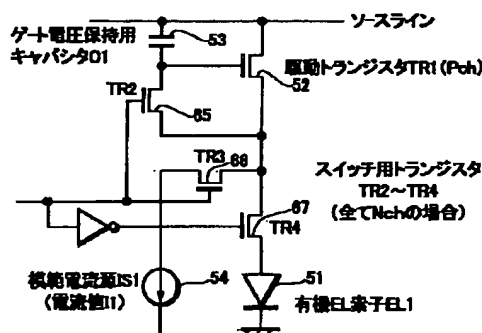 ソースライン
ゲート電圧保持用
キャパシタC1
53
駆動トランジスタTR1(Pch)
52
TR2
65
TR3
66
スイッチ用トランジスタ
TR2〜TR4
(全てNchの場合)
67
TR4
模範電流源IS1
(電流値I1)
54
51
有機EL素子EL1